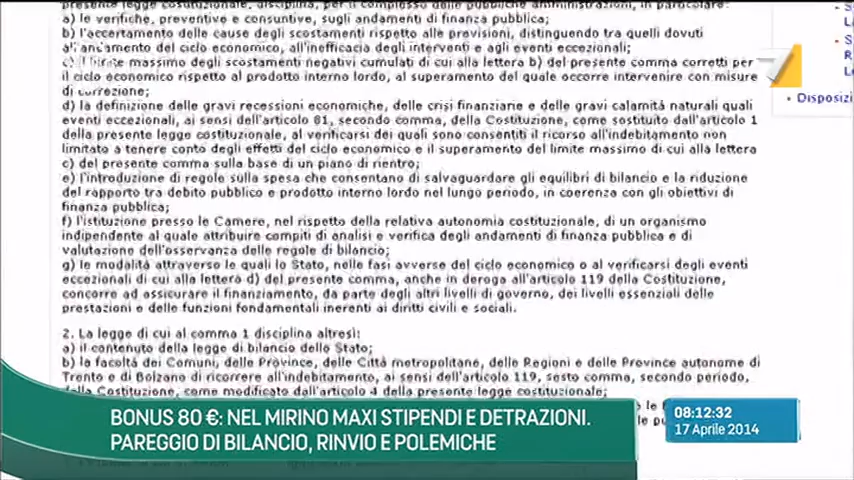 presente legge costituzionale, disciplina, per il complesso delle pubbliche amministrazioni, in particolare:
a) le verifiche, preventive e consuntive, sugli andamenti di finanza pubblica;
b) l'accertamento delle cause degli scostamenti rispetto alle previsioni, distinguendo tra quelli dovuti
all'andamento del ciclo economico, all'inefficacia degli interventi e agli eventi eccezionali;
c) il limite massimo degli scostamenti negativi cumulati di cui alla lettera b) del presente comma corretti per
il ciclo economico rispetto al prodotto interno lordo, al superamento del quale occorre intervenire con misure
di correzione;
d) la definizione delle gravi recessioni economiche, delle crisi finanziarie e delle gravi calamità naturali quali
eventi eccezionali, ai sensi dell'articolo 81, secondo comma, della Costituzione, come sostituito dall'articolo 1
della presente legge costituzionale, al verificarsi dei quali sono consentiti il ricorso all'indebitamento non
limitato a tenere conto degli effetti del ciclo economico e il superamento del limite massimo di cui alla lettera
c) del presente comma sulla base di un piano di rientro;
e) l'introduzione di regole sulla spesa che consentano di salvaguardare gli equilibri di bilancio e la riduzione
del rapporto tra debito pubblico e prodotto interno lordo nel lungo periodo, in coerenza con gli obiettivi di
finanza pubblica;
f) l'istituzione presso le Camere, nel rispetto della relativa autonomia costituzionale, di un organismo
indipendente al quale attribuire compiti di analisi e verifica degli andamenti di finanza pubblica e di
valutazione dell'osservanza delle regole di bilancio;
g) le modalità attraverso le quali lo Stato, nelle fasi avverse del ciclo economico o al verificarsi degli eventi
eccezionali di cui alla lettera d) del presente comma, anche in deroga all'articolo 119 della Costituzione,
concorre ad assicurare il finanziamento, da parte degli altri livelli di governo, dei livelli essenziali delle
prestazioni e delle funzioni fondamentali inerenti ai diritti civili e sociali.
2. La legge di cui al comma 1 disciplina altresì:
a) il contenuto della legge di bilancio dello Stato;
b) la facoltà dei Comuni, delle Province, delle Città metropolitane, delle Regioni e delle Province autonome di
Trento e di Bolzano di ricorrere all'indebitamento, ai sensi dell'articolo 119, sesto comma, secondo periodo,
della Costituzione, come modificato dall'articolo 4 della presente legge costituzionale;
Disposizi
7
BONUS 80 €: NEL MIRINO MAXI STIPENDI E DETRAZIONI.
PAREGGIO DI BILANCIO, RINVIO E POLEMICHE
08:12:32
17 Aprile 2014